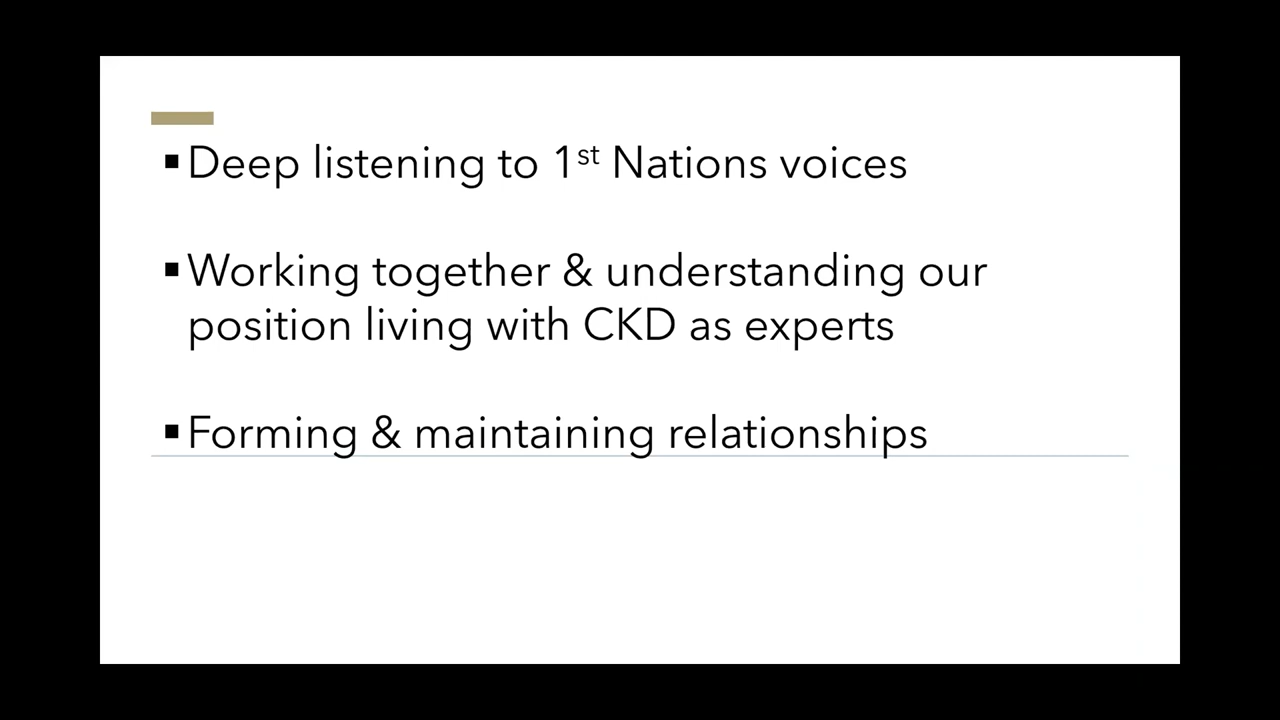 ▪Deep listening to 1st Nations voices
▪Working together & understanding our
position living with CKD as experts
▪Forming & maintaining relationships